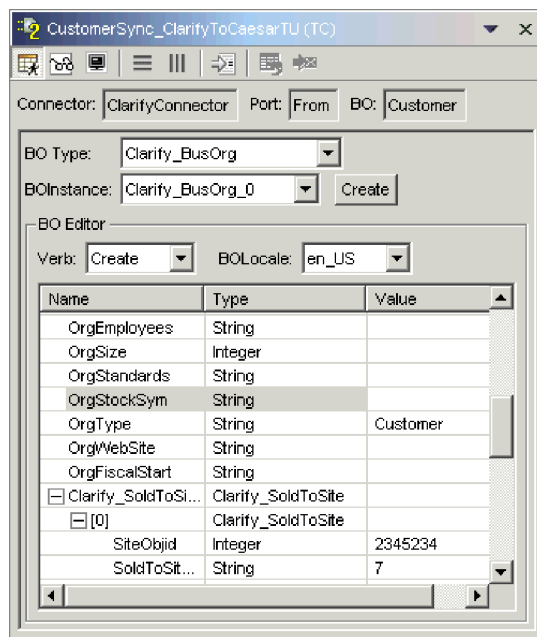 CustomerSync_ClarifyToCaesarTU (TC)
Connector: ClarifyConnector Port: From BO: Customer
BO Type: Clarify_BusOrg
BOInstance: Clarify_BusOrg_0 Create
BO Editor
Verb: Create BOLocale: en_US
Name Type Value
OrgEmployees String
OrgSize Integer
OrgStandards String
OrgStockSym String
OrgType String Customer
OrgWebSite String
OrgFiscalStart String
Clarify_SoldToSi... Clarify_SoldToSite
[0] Clarify_SoldToSite
SiteObjid Integer 2345234
SoldToSit... String 7